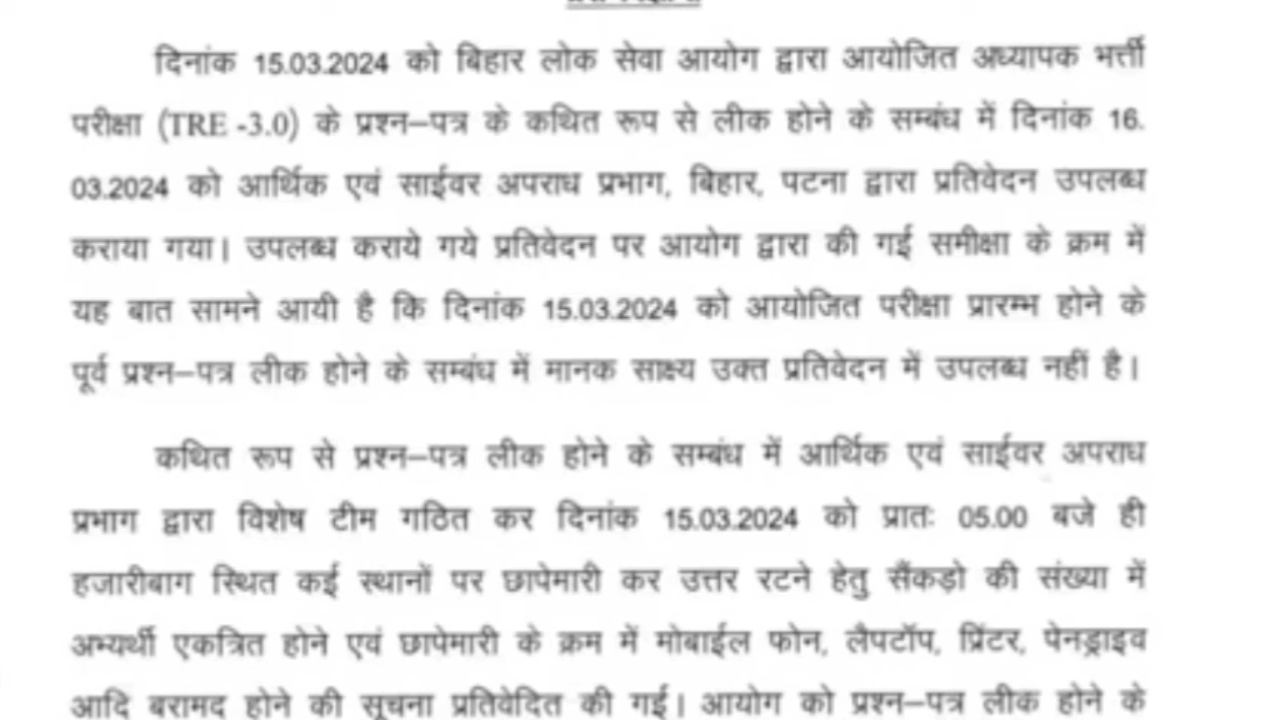 दिनांक 15.03.2024 को बिहार लोक सेवा आयोग द्वारा आयोजित अध्यापक भर्त्ती
परीक्षा (TRE -3.0) के प्रश्न–पत्र के कथित रूप से लीक होने के सम्बंध में दिनांक 16.
03.2024 को आर्थिक एवं साईवर अपराध प्रभाग, बिहार, पटना द्वारा प्रतिवेदन उपलब्ध
कराया गया। उपलब्ध कराये गये प्रतिवेदन पर आयोग द्वारा की गई समीक्षा के क्रम में
यह बात सामने आयी है कि दिनांक 15.03.2024 को आयोजित परीक्षा प्रारम्भ होने के
पूर्व प्रश्न–पत्र लीक होने के सम्बंध में मानक साक्ष्य उक्त प्रतिवेदन में उपलब्ध नहीं है।
कथित रूप से प्रश्न–पत्र लीक होने के सम्बंध में आर्थिक एवं साईवर अपराध
प्रभाग द्वारा विशेष टीम गठित कर दिनांक 15.03.2024 को प्रातः 05.00 बजे ही
हजारीबाग स्थित कई स्थानों पर छापेमारी कर उत्तर रटने हेतु सैंकड़ो की संख्या में
अभ्यर्थी एकत्रित होने एवं छापेमारी के क्रम में मोबाईल फोन, लैपटॉप, प्रिंटर, पेनड्राइव
आदि बरामद होने की सूचना प्रतिवेदित की गई। आयोग को प्रश्न–पत्र लीक होने के